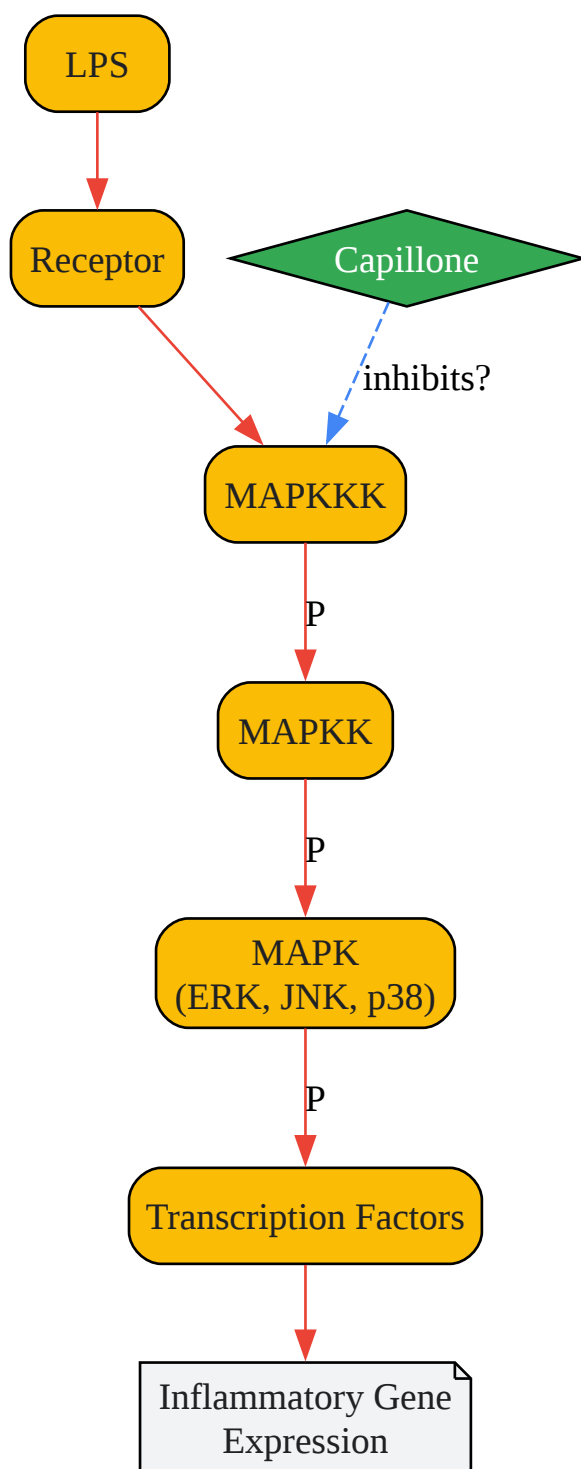 LPS
Receptor
Capillone
inhibits?
MAPKKK
P
MAPKK
P
MAPK
(ERK, JNK, p38)
P
Transcription Factors
Inflammatory Gene
Expression